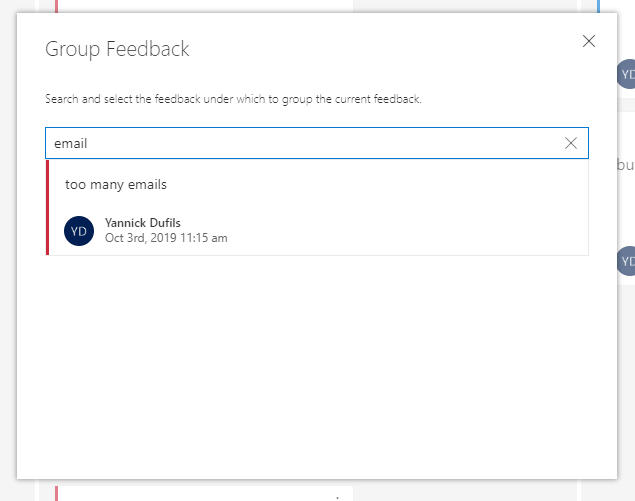 Group Feedback
Search and select the feedback under which to group the current feedback.
email
too many emails
YD
Yannick Dufils
Oct 3rd, 2019 11:15 am
YD
bu
YD